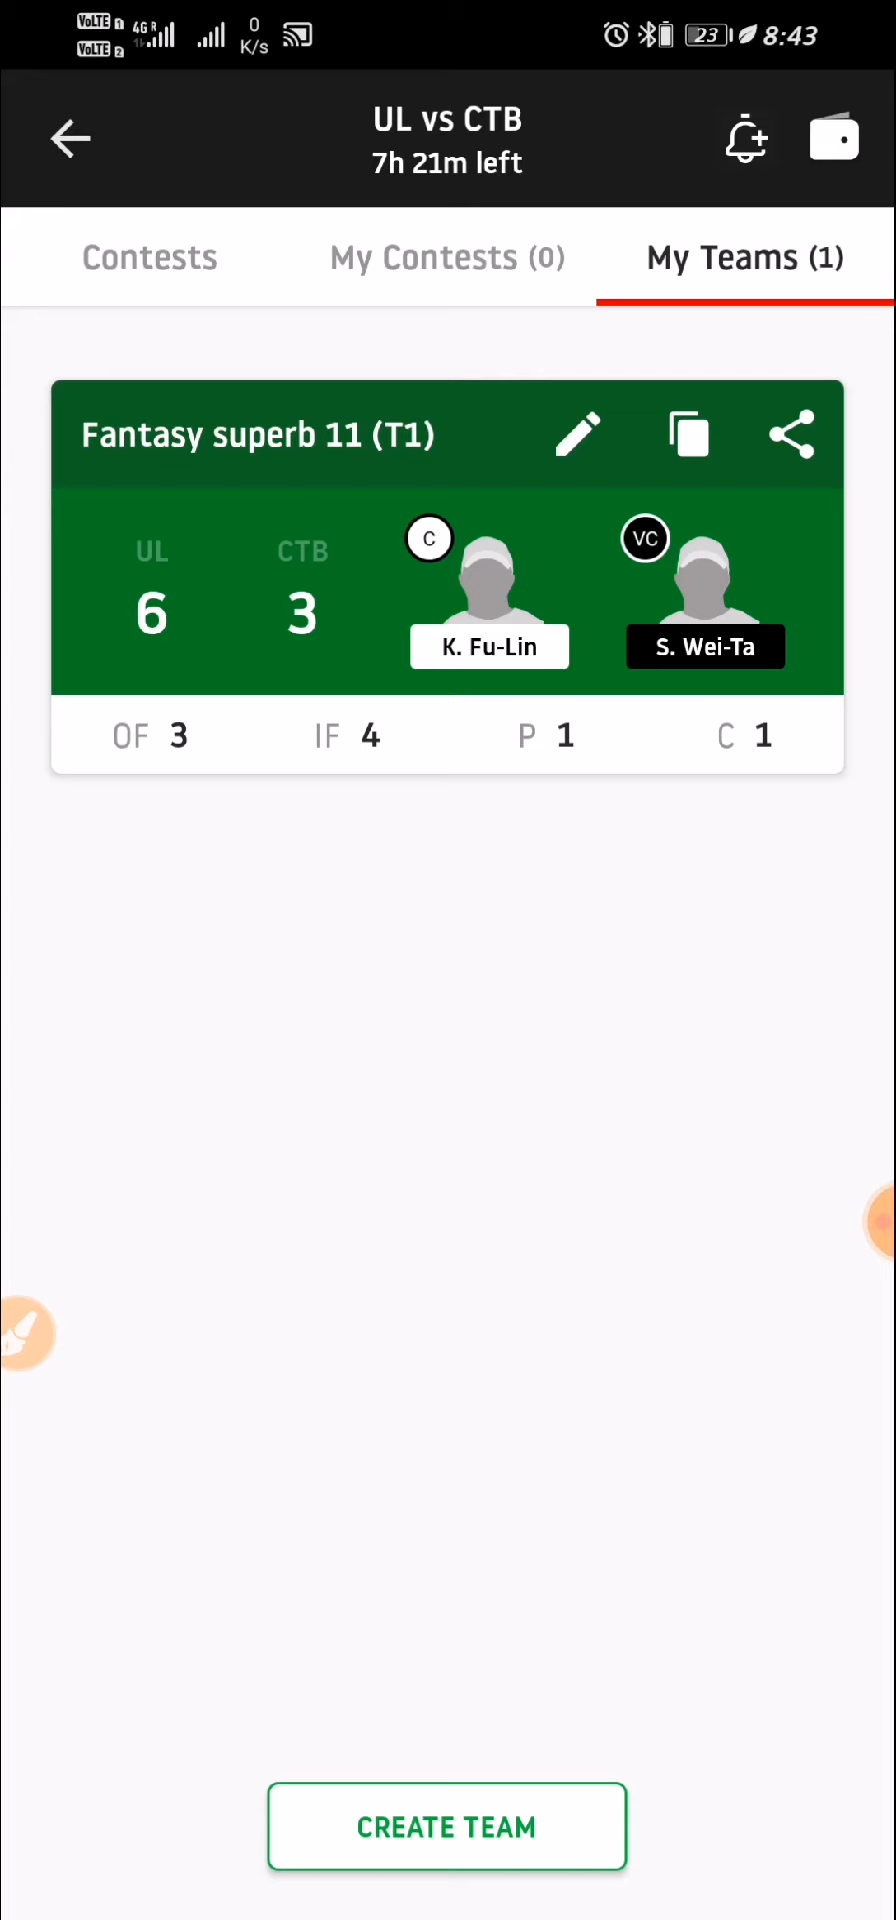 VoLTE 1 4G R 0 23 8:43
VoLTE 2 K/s
UL vs CTB
7h 21m left
Contests My Contests (0) My Teams (1)
Fantasy superb 11 (T1)
UL CTB C VC
6 3
K. Fu-Lin S. Wei-Ta
OF 3 IF 4 P 1 C 1
CREATE TEAM